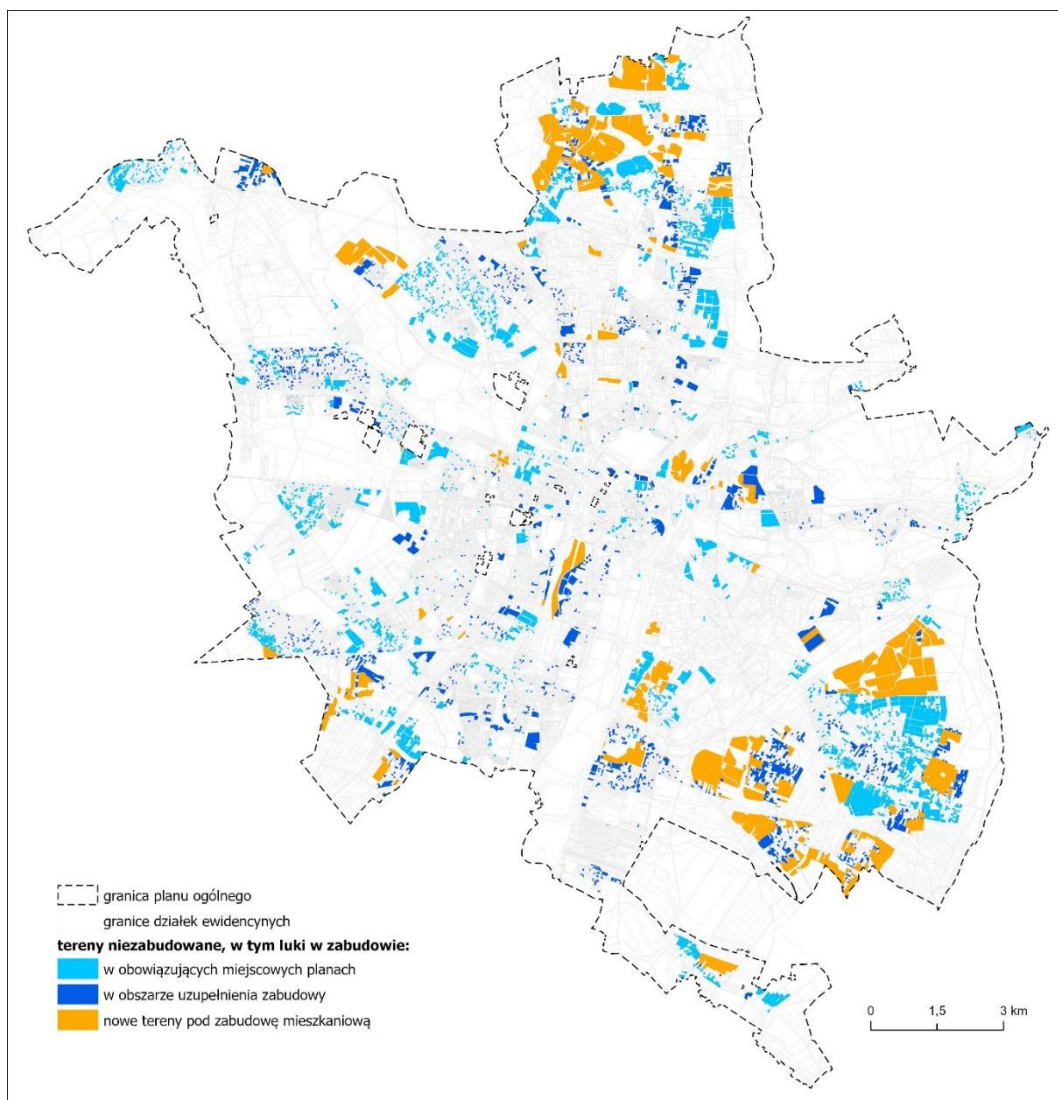 granica planu ogólnego
granice działek ewidencynych
tereny niezabudowane, w tym luki w zabudowie:
w obowiązujących miejscowych planach
w obszarze uzupełnienia zabudowy
nowe tereny pod zabudowę mieszkaniową
0 1,5 3 km